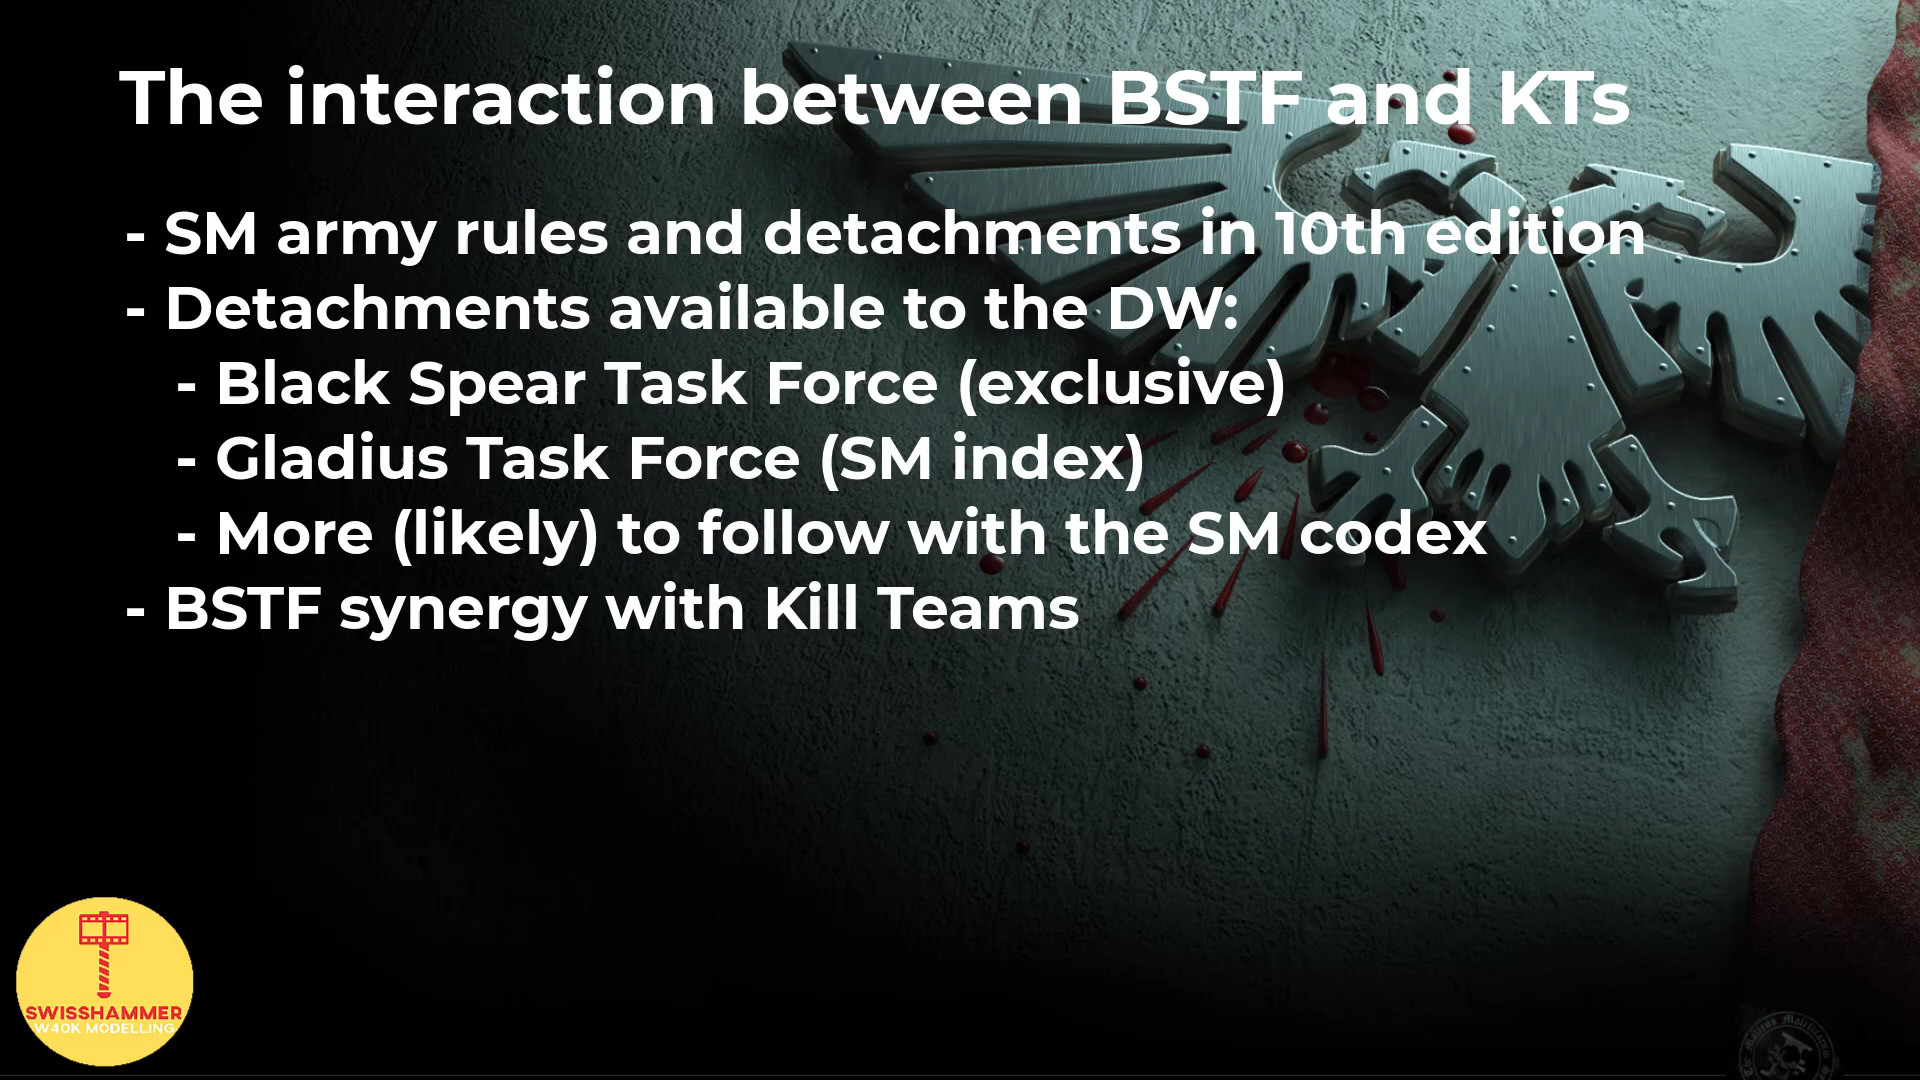 The interaction between BSTF and KTs
- SM army rules and detachments in 10th edition
- Detachments available to the DW:
- Black Spear Task Force (exclusive)
- Gladius Task Force (SM index)
- More (likely) to follow with the SM codex
- BSTF synergy with Kill Teams
SWISSHAMMER
W40K MODELLING